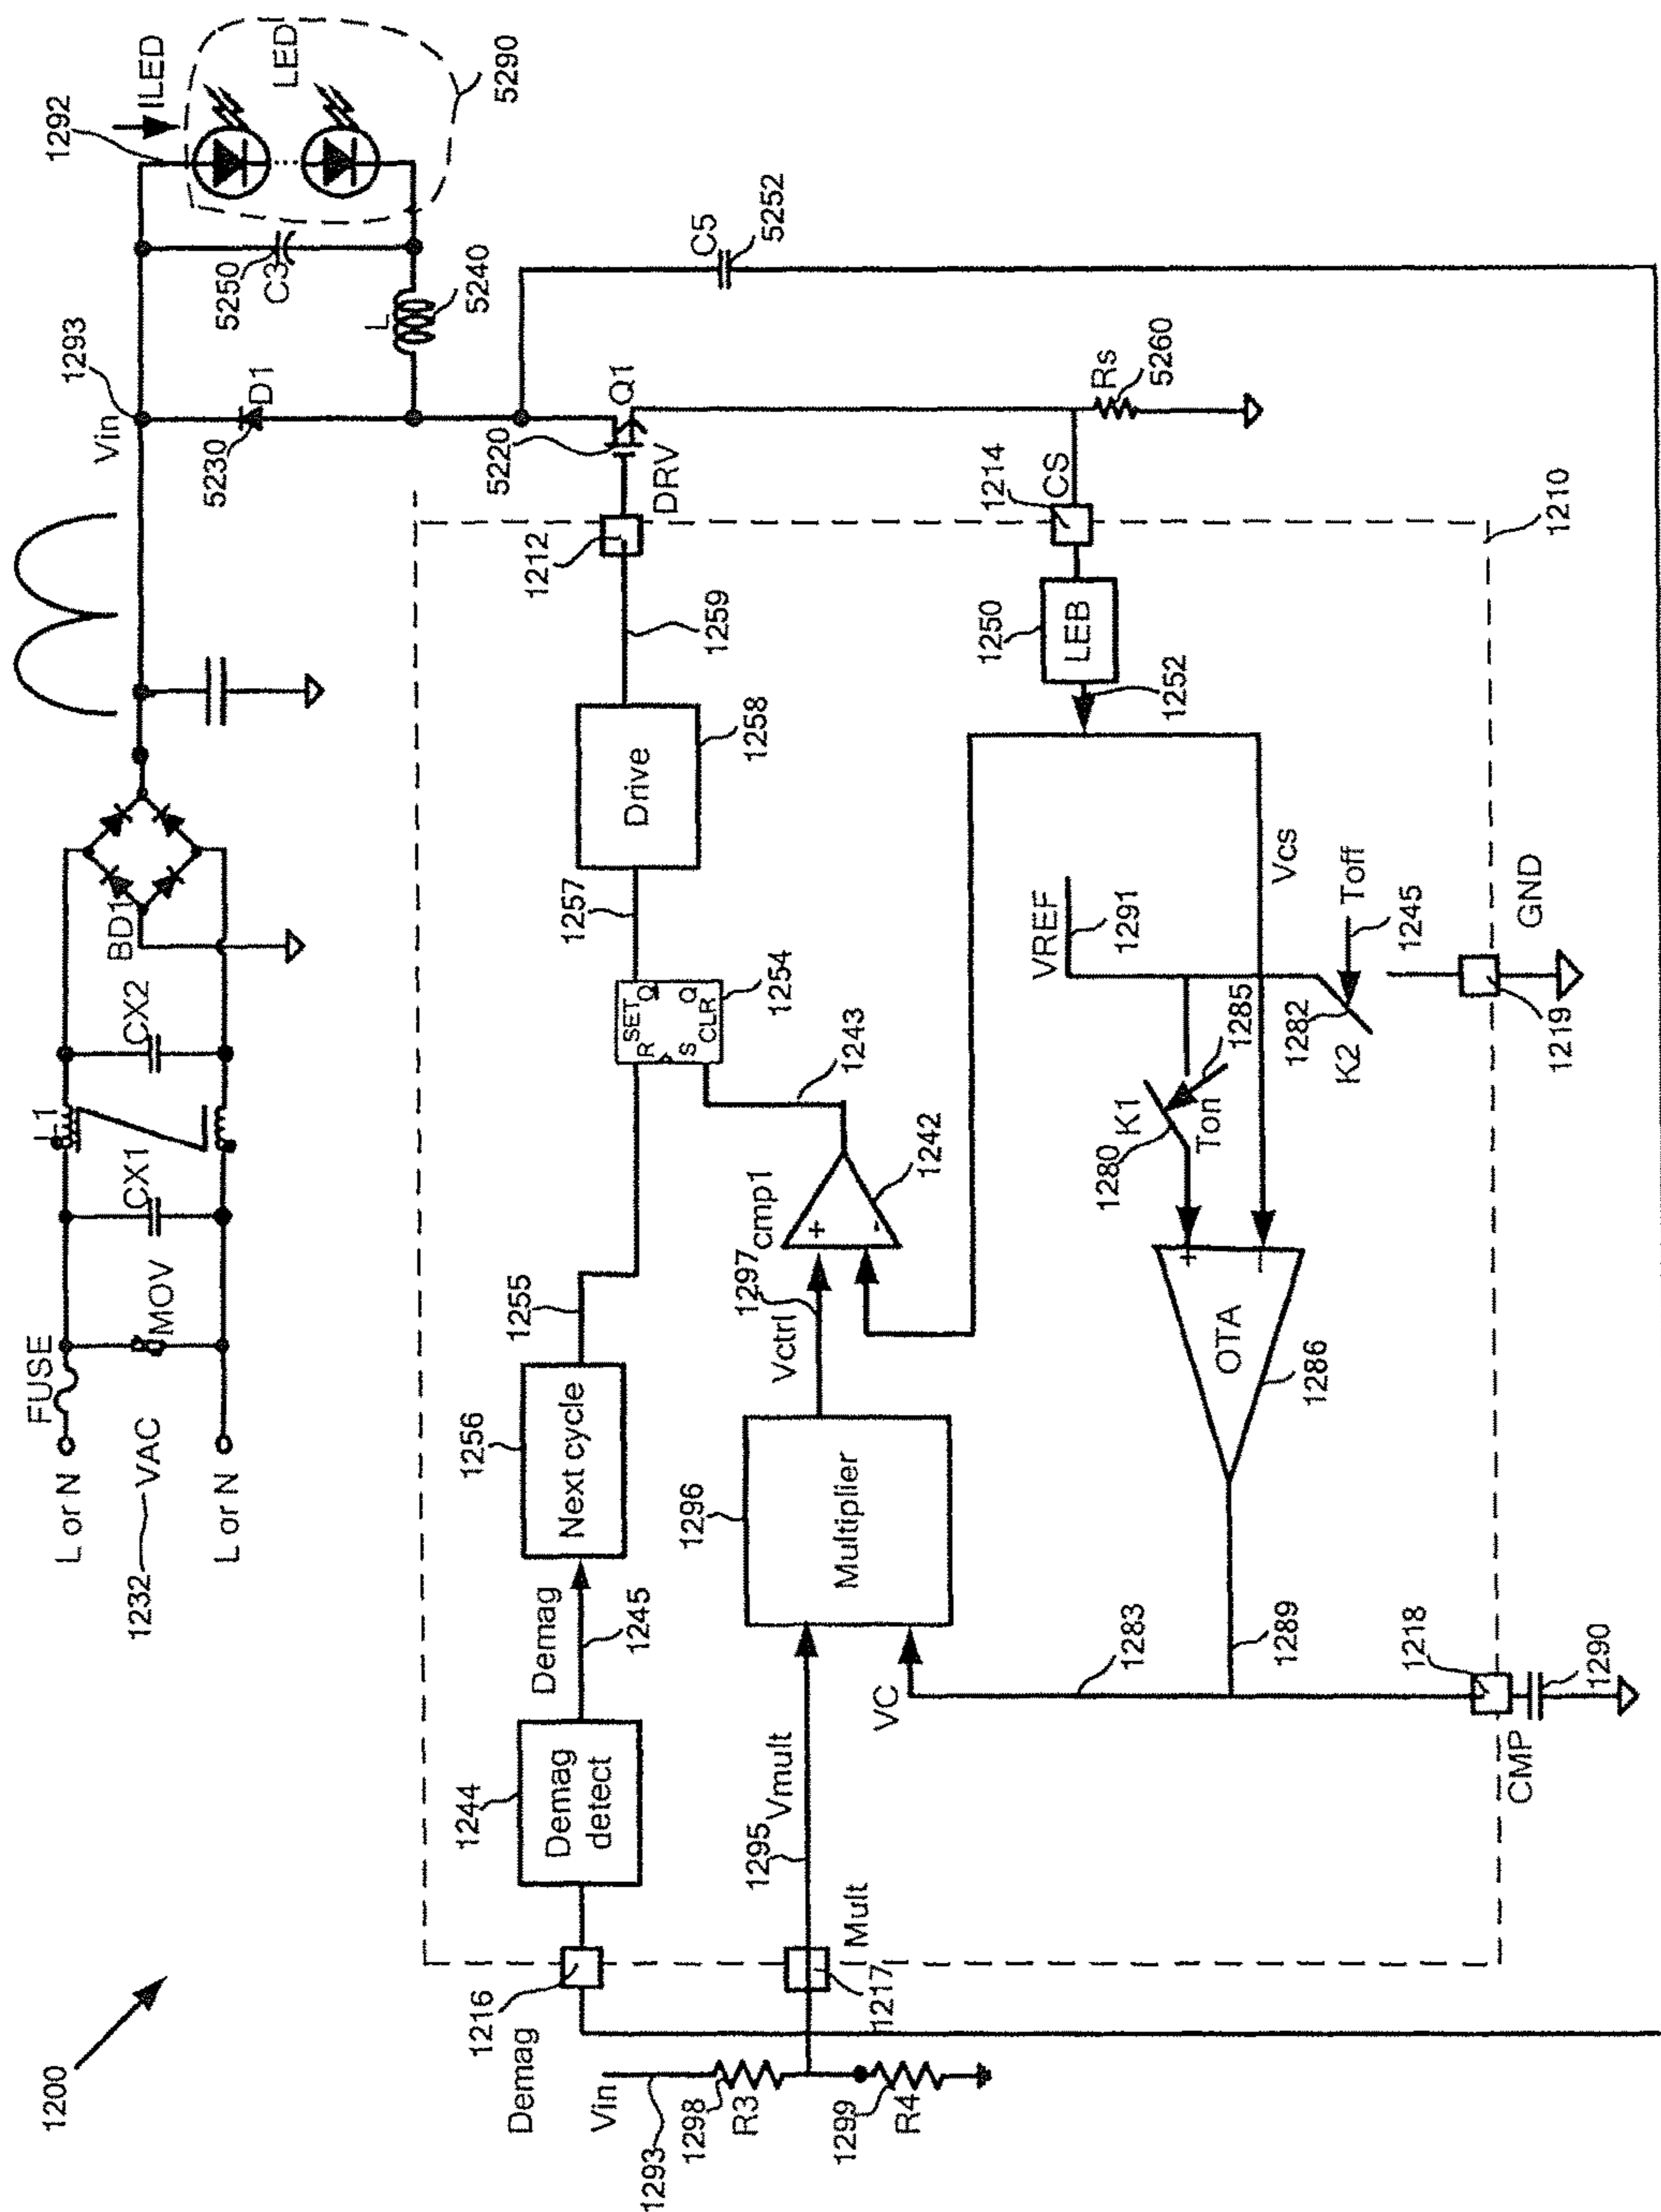 1200
L or N
FUSE
1232
VAC
L or N
MOV
CX1
L1
CX2
BD1
Vin
1293
1292
ILED
LED
5290
5250
C3
L
5240
5230
D1
5220
Q1
C5
5252
Rs
5260
DRV
1212
1259
1214
CS
1210
1250
LEB
1252
Drive
1258
1257
SET
R
Q
S
Q
CLR
1254
1243
cmp1
+
-
1242
1255
Next cycle
1256
Demag
1245
Demag
detect
1244
1216
Demag
Vin
1293
1298
R3
1299
R4
1217
Mult
1295
Vmult
Multiplier
1296
Vctrl
1297
VC
1283
1289
1218
CMP
1290
OTA
+
-
1286
K1
1280
Ton
1285
VREF
1291
Vcs
1282
K2
Toff
1245
GND
1219